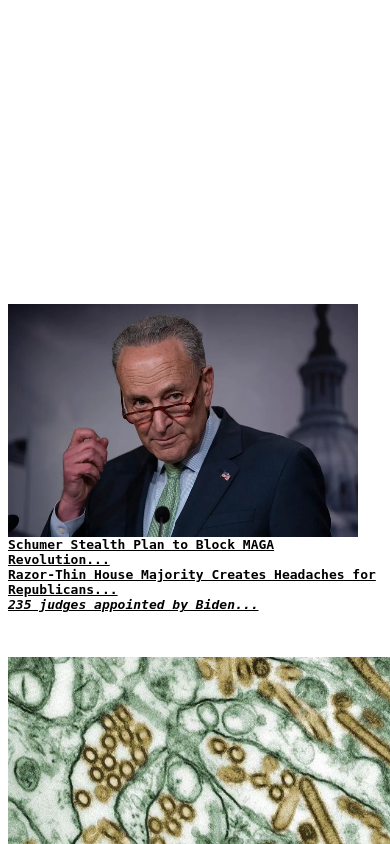 Schumer Stealth Plan to Block MAGA
Revolution...
Razor-Thin House Majority Creates Headaches for
Republicans...
235 judges appointed by Biden...